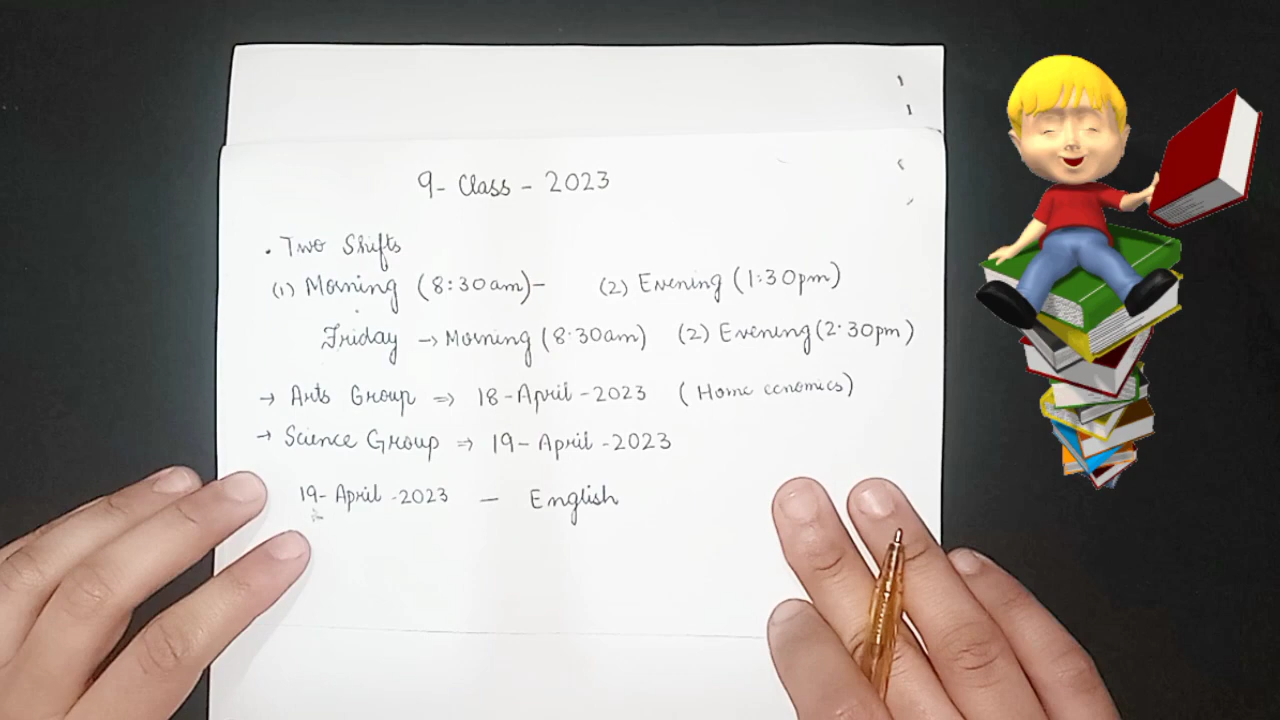 9- Class - 2023
. Two Shifts
(1) Morning (8:30am)- (2) Evening (1:30pm)
Friday → Morning (8:30am) (2) Evening (2:30pm)
→ Arts Group ⇒ 18-April-2023 (Home economics)
→ Science Group ⇒ 19-April-2023
19-April-2023 — English